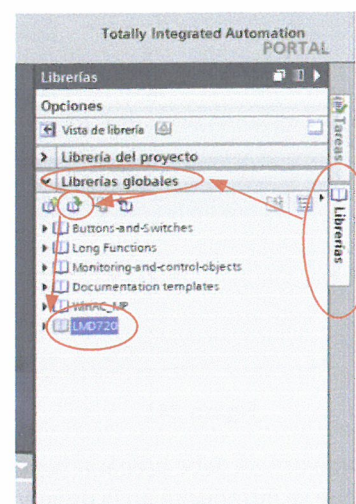 Totally Integrated Automation
PORTAL
Librerías
Opciones
Vista de librería
Librería del proyecto
Librerías globales
Buttons-and-Switches
Long Functions
Monitoring-and-control-objects
Documentation templates
WinAC_MP
LMD720
Tareas
Librerías